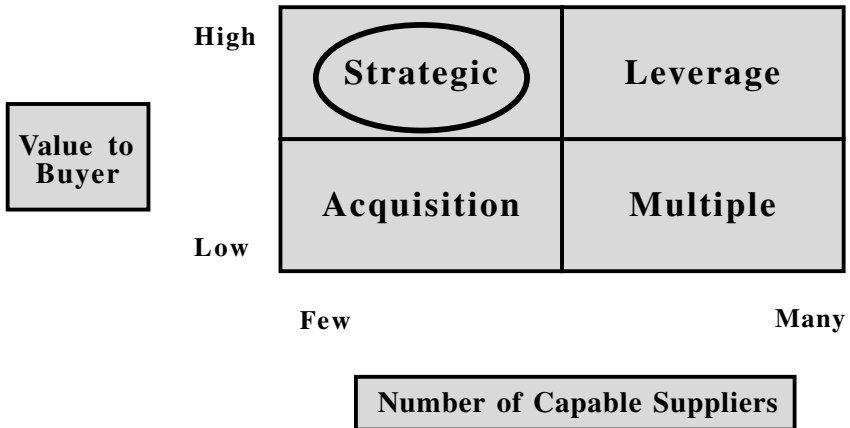 High
Strategic
Leverage
Value to
Buyer
Acquisition
Multiple
Low
Few
Many
Number of Capable Suppliers